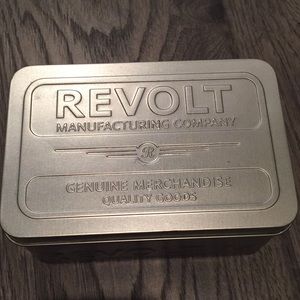 REVOLT
MANUFACTURING COMPANY
R
GENUINE MERCHANDISE
QUALITY GOODS